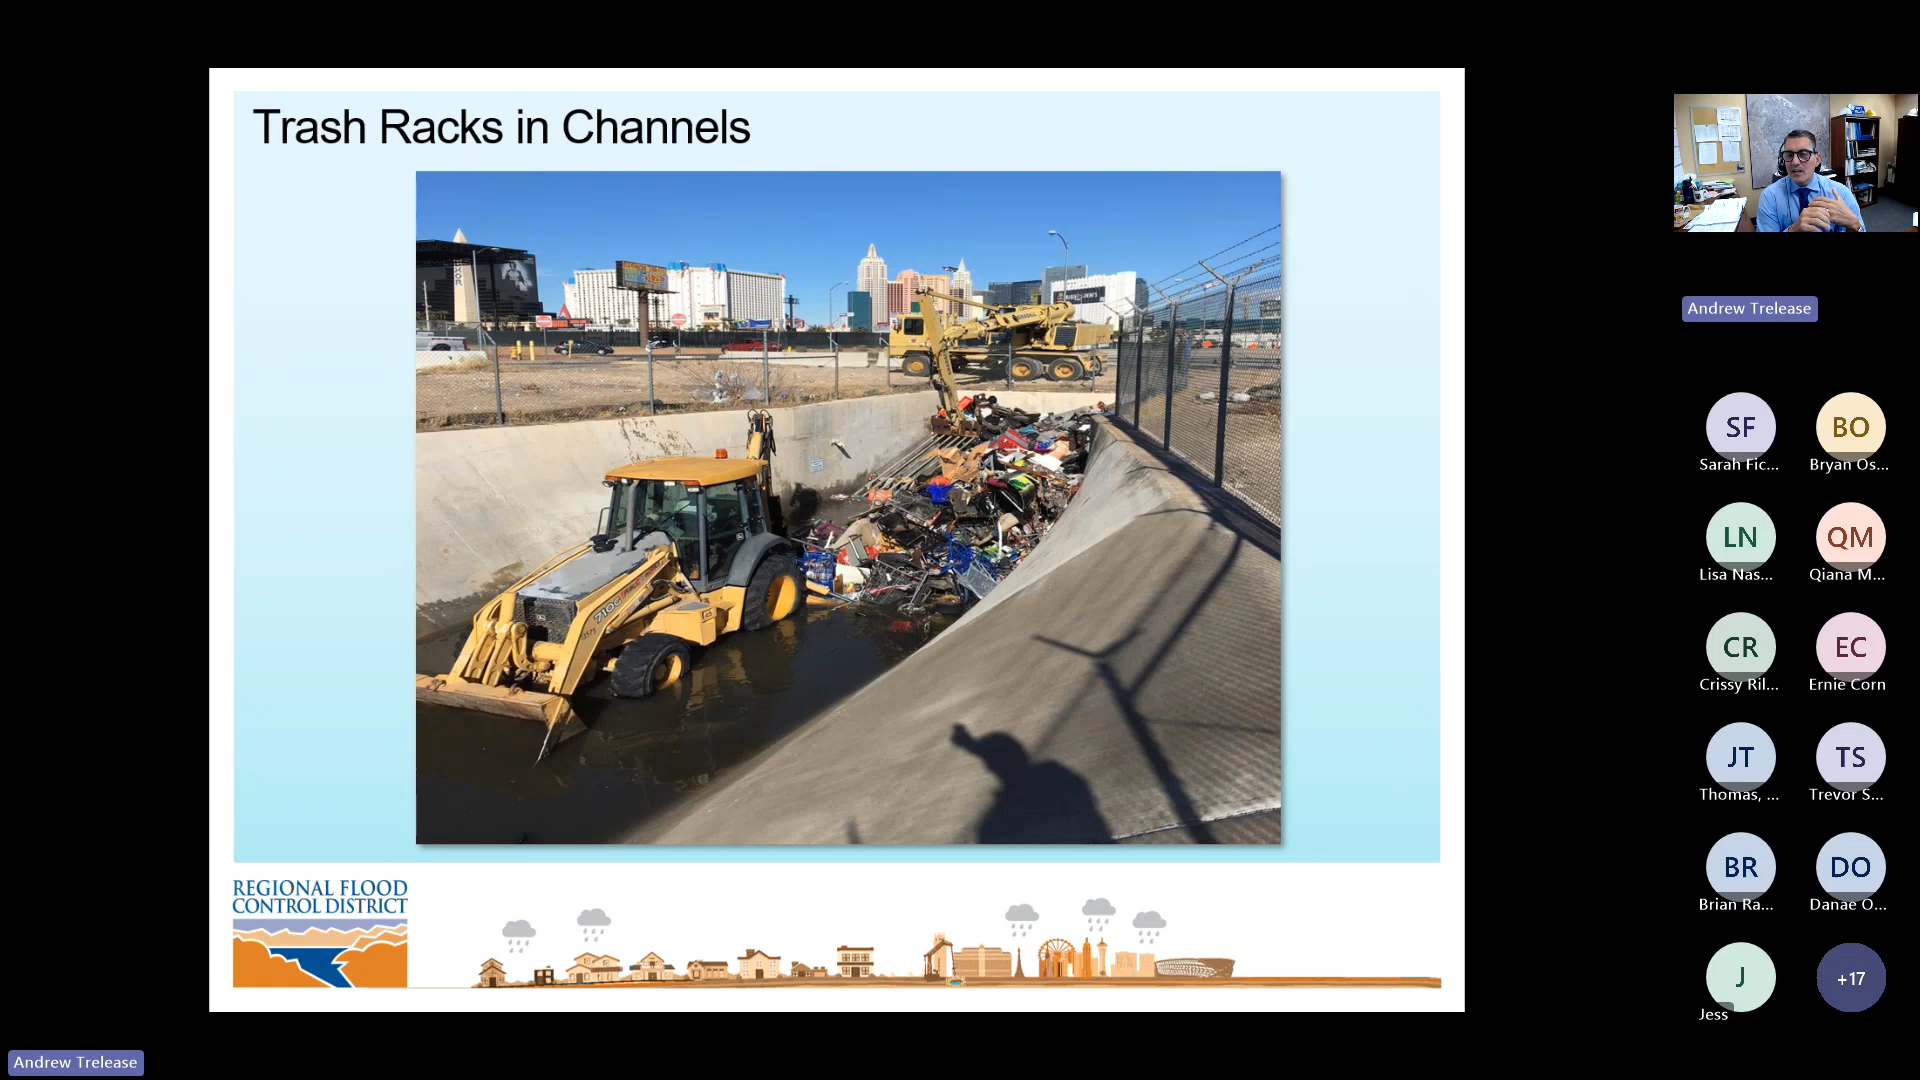 Trash Racks in Channels
710G
REGIONAL FLOOD
CONTROL DISTRICT
Andrew Trelease
SF
Sarah Fic...
BO
Bryan Os...
LN
Lisa Nas...
QM
Qiana M...
CR
Crissy Ril...
EC
Ernie Corn
JT
Thomas, ...
TS
Trevor S...
BR
Brian Ra...
DO
Danae O...
J
Jess
+17
Andrew Trelease